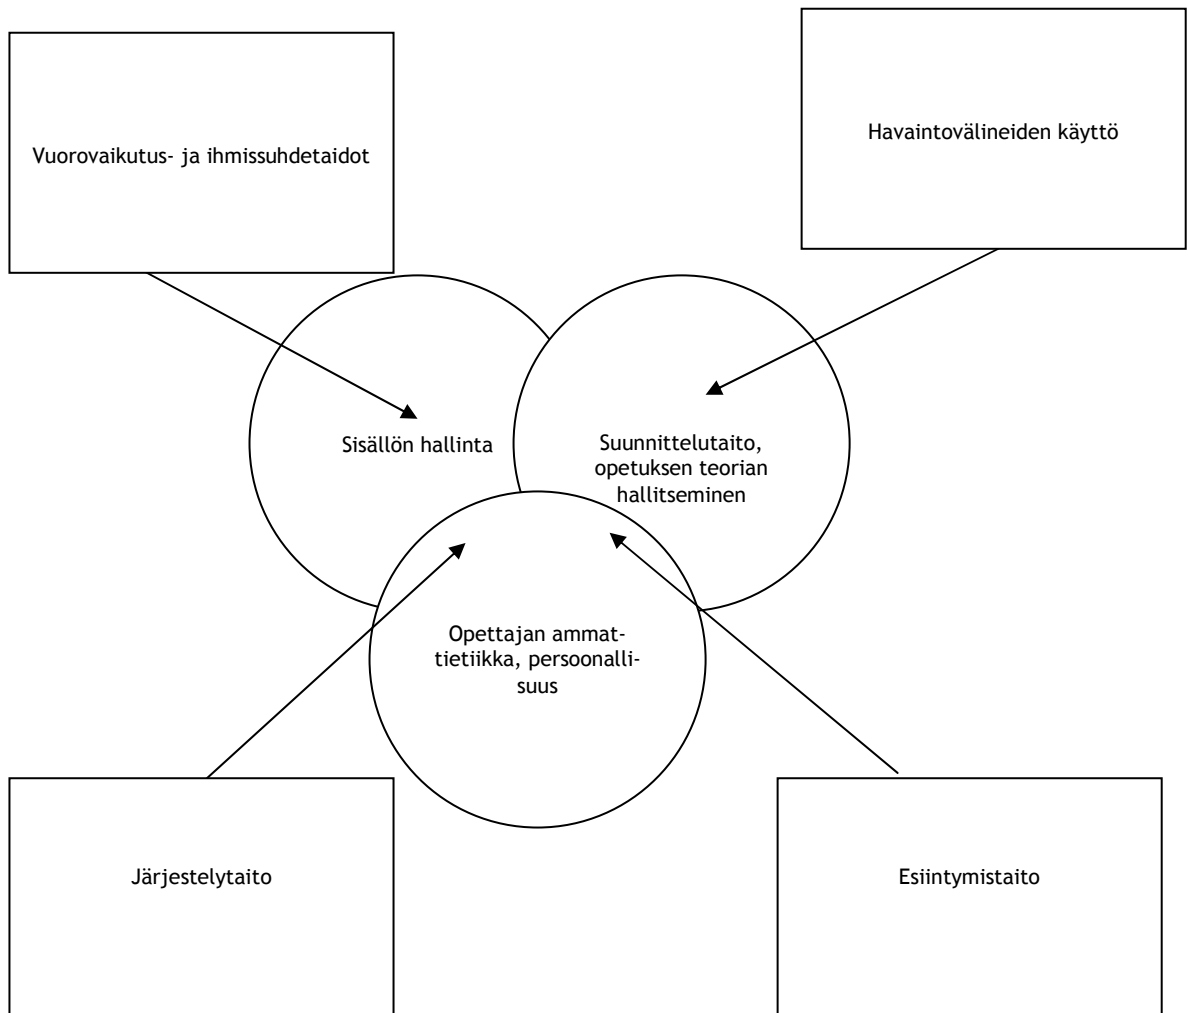 Havaintovälineiden käyttö
Vuorovaikutus- ja ihmissuhdetaidot
Sisällön hallinta
Suunnittelutaito,
opetuksen teorian
hallitseminen
Opettajan ammat-
tietiikka, persoonalli-
suus
Järjestelytaito
Esiintymistaito